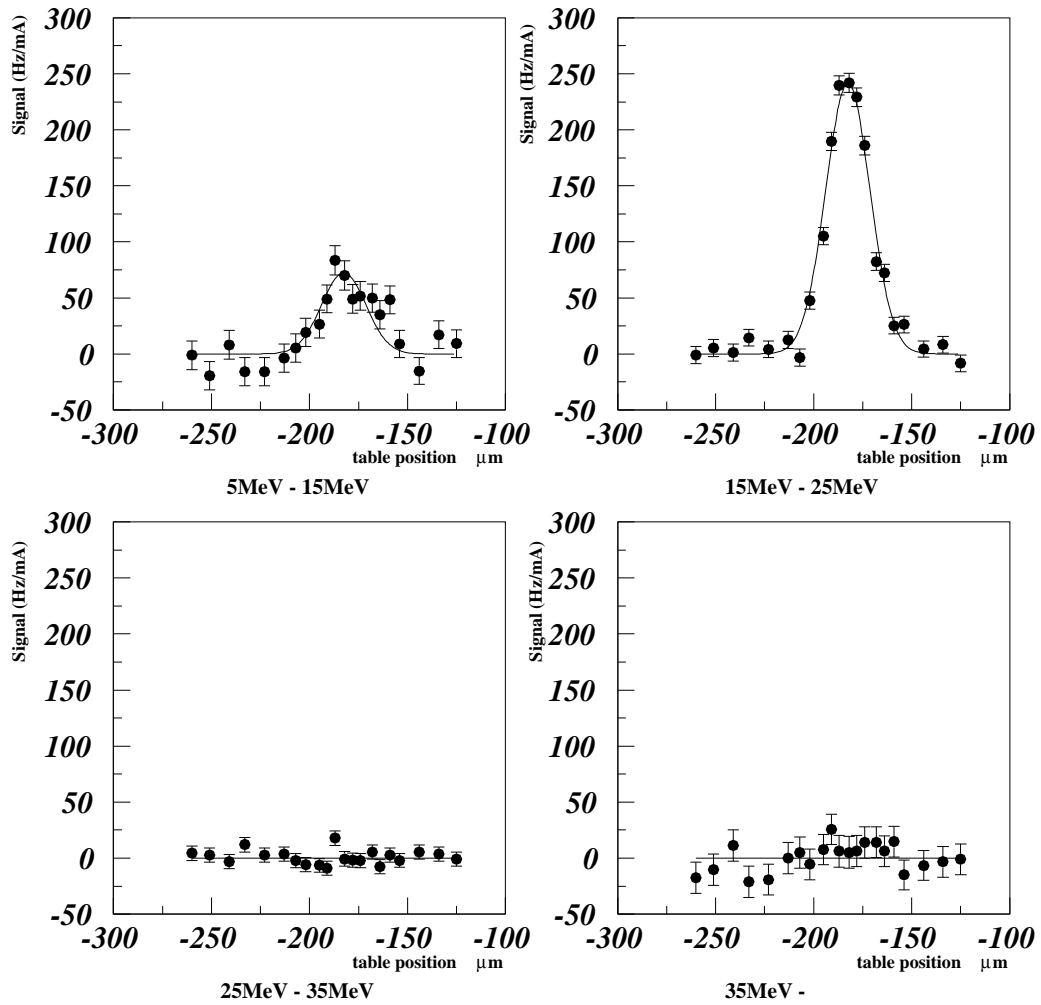 Signal (Hz/mA)
300
250
200
150
100
50
0
-50
-300 -250 -200 -150 -100
table position μm
5MeV - 15MeV
Signal (Hz/mA)
300
250
200
150
100
50
0
-50
-300 -250 -200 -150 -100
table position μm
15MeV - 25MeV
Signal (Hz/mA)
300
250
200
150
100
50
0
-50
-300 -250 -200 -150 -100
table position μm
25MeV - 35MeV
Signal (Hz/mA)
300
250
200
150
100
50
0
-50
-300 -250 -200 -150 -100
table position μm
35MeV -